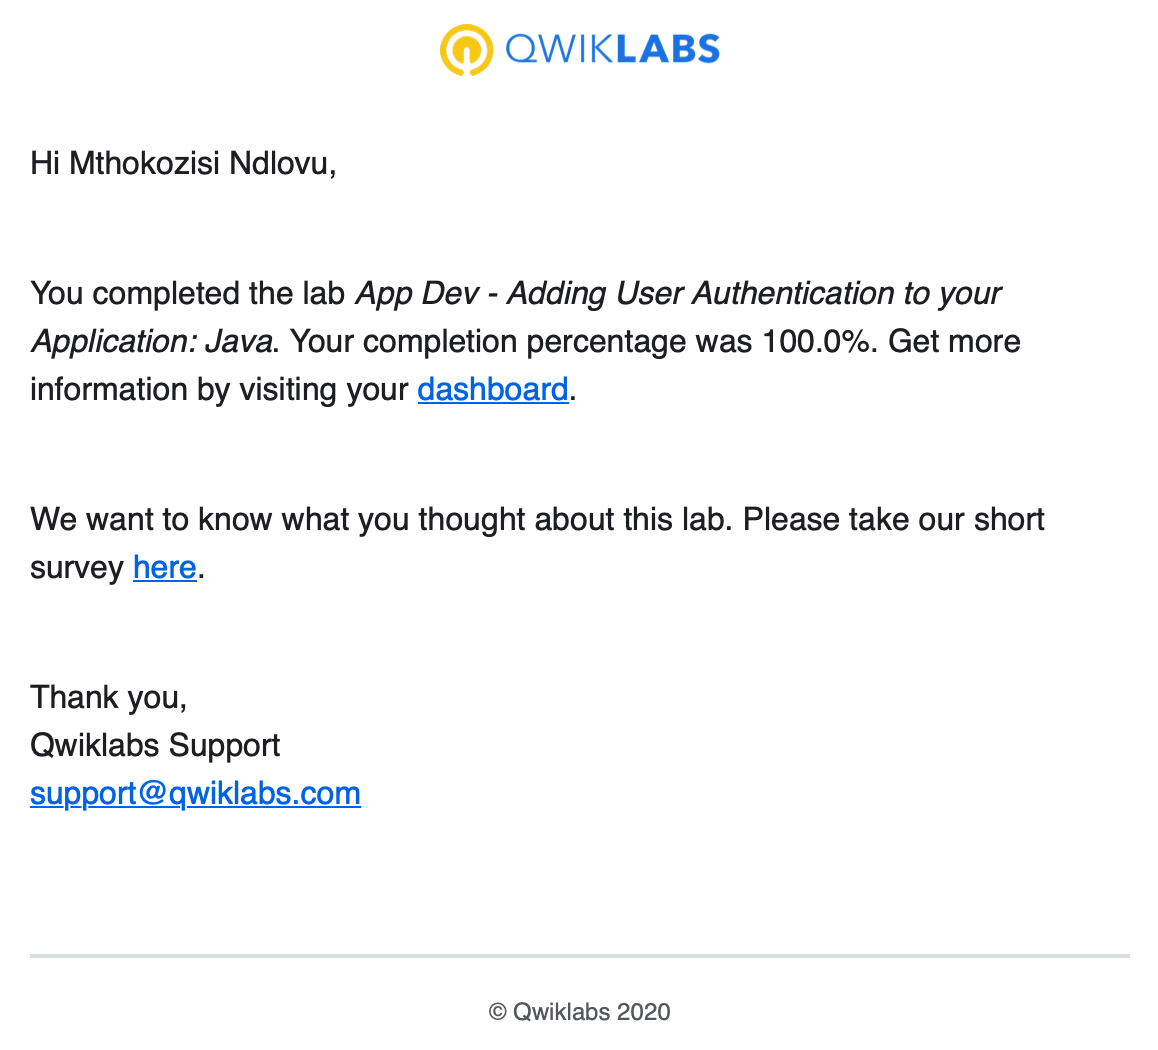 QWIKLABS
Hi Mthokozisi Ndlovu,
You completed the lab App Dev - Adding User Authentication to your
Application: Java. Your completion percentage was 100.0%. Get more
information by visiting your dashboard.
We want to know what you thought about this lab. Please take our short
survey here.
Thank you,
Qwiklabs Support
support@qwiklabs.com
© Qwiklabs 2020